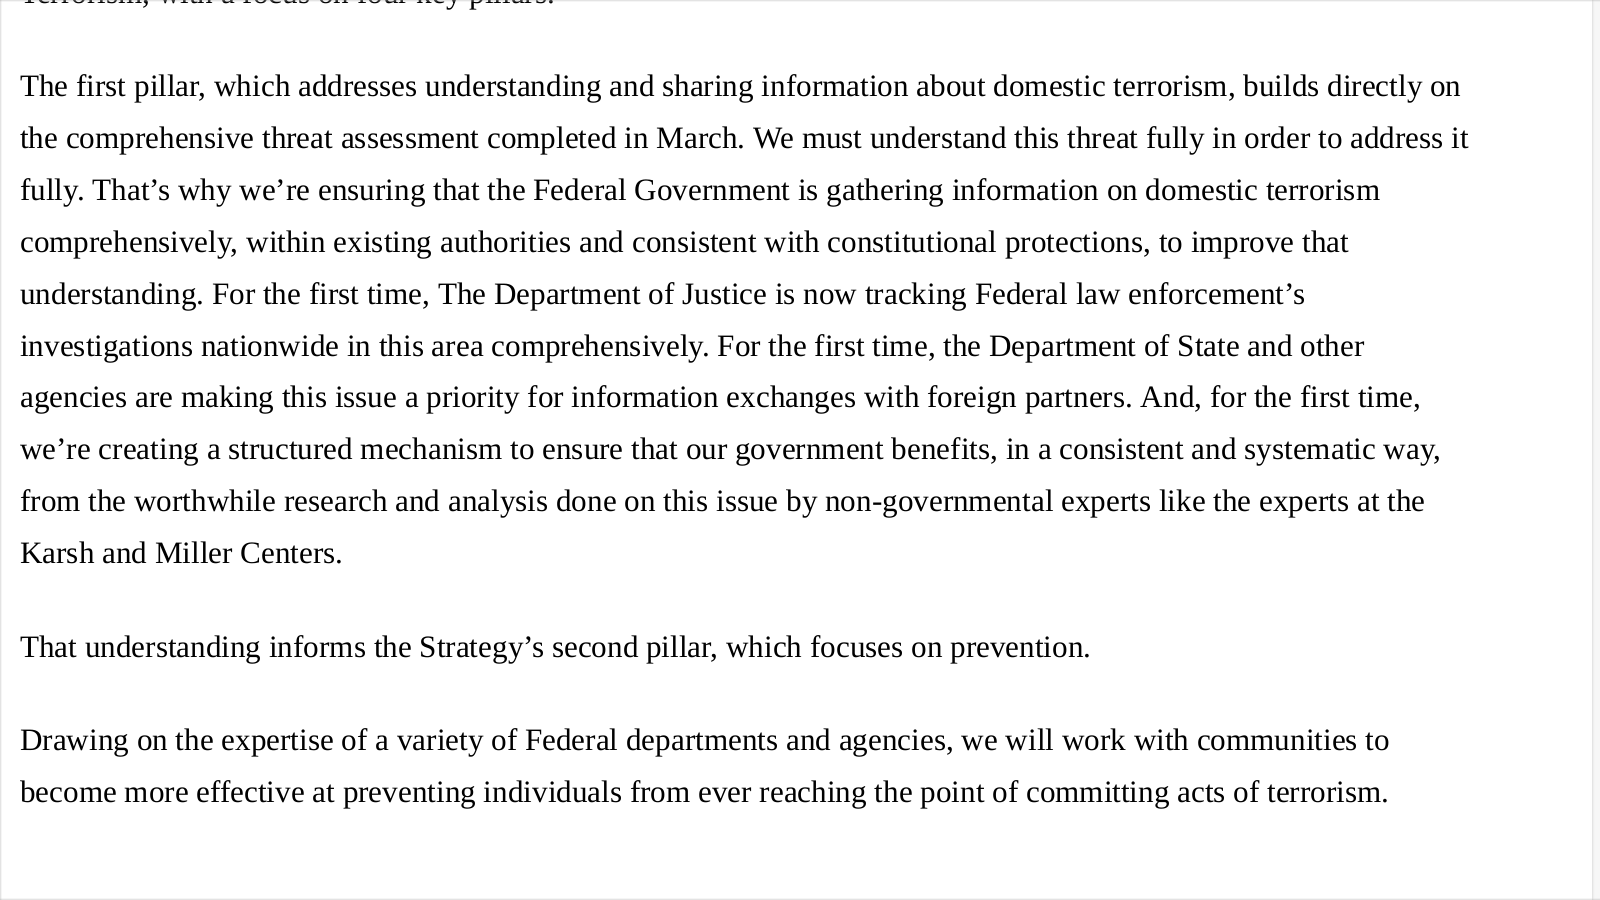 Terrorism, with a focus on four key pillars.
The first pillar, which addresses understanding and sharing information about domestic terrorism, builds directly on
the comprehensive threat assessment completed in March. We must understand this threat fully in order to address it
fully. That’s why we’re ensuring that the Federal Government is gathering information on domestic terrorism
comprehensively, within existing authorities and consistent with constitutional protections, to improve that
understanding. For the first time, The Department of Justice is now tracking Federal law enforcement’s
investigations nationwide in this area comprehensively. For the first time, the Department of State and other
agencies are making this issue a priority for information exchanges with foreign partners. And, for the first time,
we’re creating a structured mechanism to ensure that our government benefits, in a consistent and systematic way,
from the worthwhile research and analysis done on this issue by non-governmental experts like the experts at the
Karsh and Miller Centers.
That understanding informs the Strategy’s second pillar, which focuses on prevention.
Drawing on the expertise of a variety of Federal departments and agencies, we will work with communities to
become more effective at preventing individuals from ever reaching the point of committing acts of terrorism.